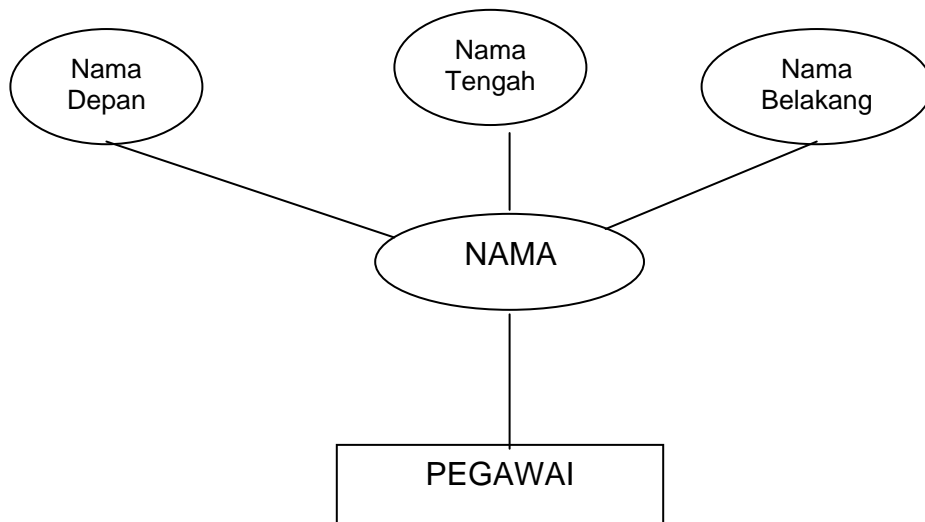 Nama
Depan
Nama
Tengah
Nama
Belakang
NAMA
PEGAWAI